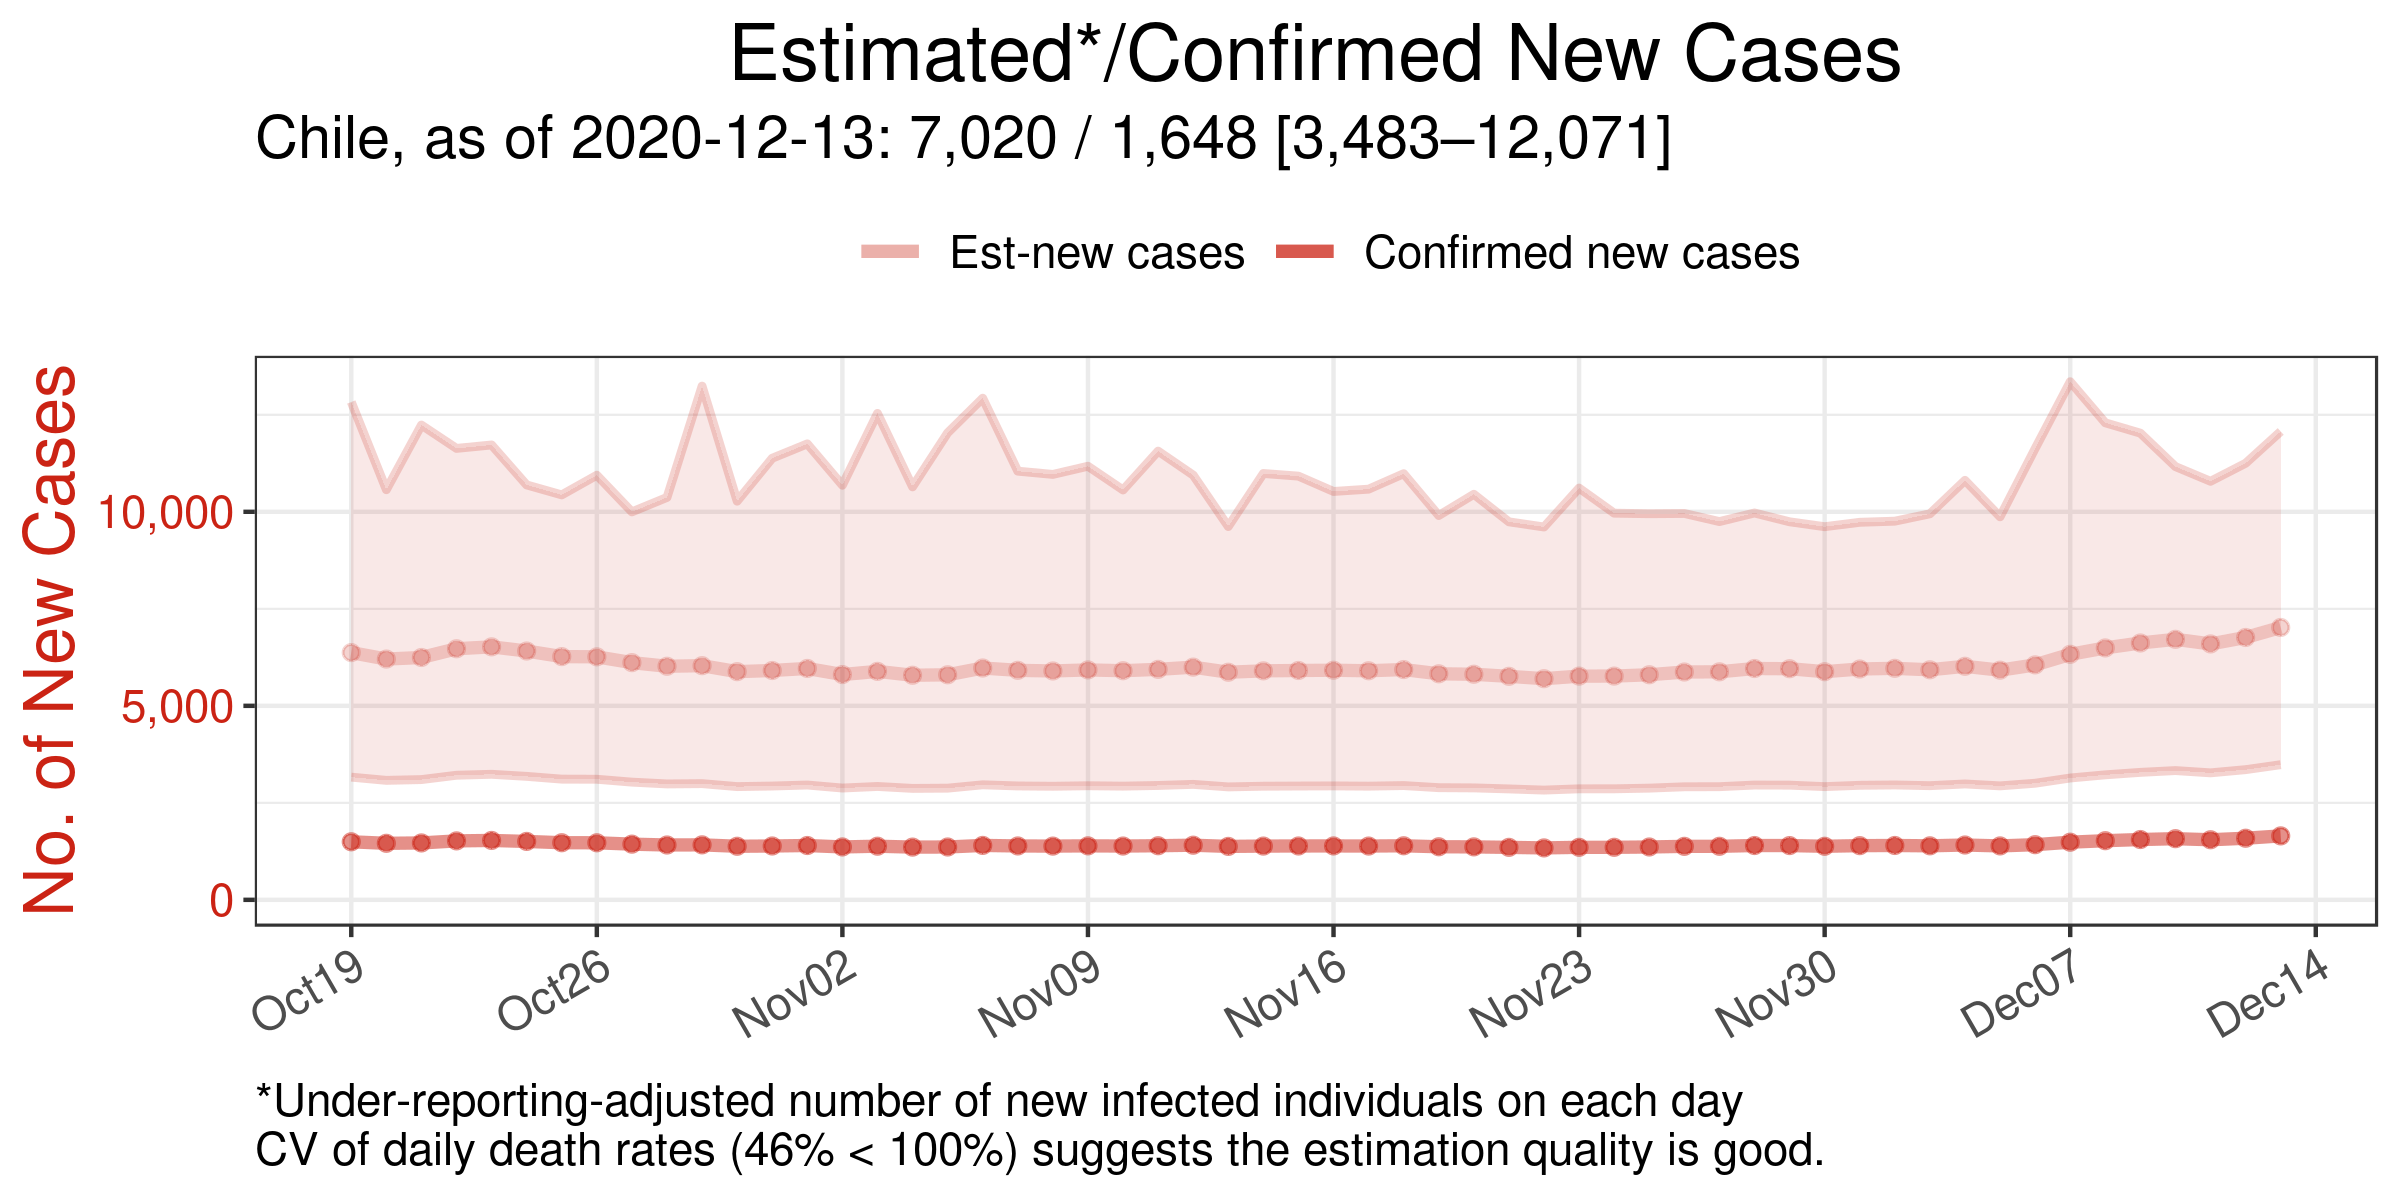 Estimated*/Confirmed New Cases
Chile, as of 2020-12-13: 7,020 / 1,648 [3,483–12,071]
Est-new cases
Confirmed new cases
No. of New Cases
10,000
5,000
0
Oct19
Oct26
Nov02
Nov09
Nov16
Nov23
Nov30
Dec07
Dec14
*Under-reporting-adjusted number of new infected individuals on each day
CV of daily death rates (46% < 100%) suggests the estimation quality is good.